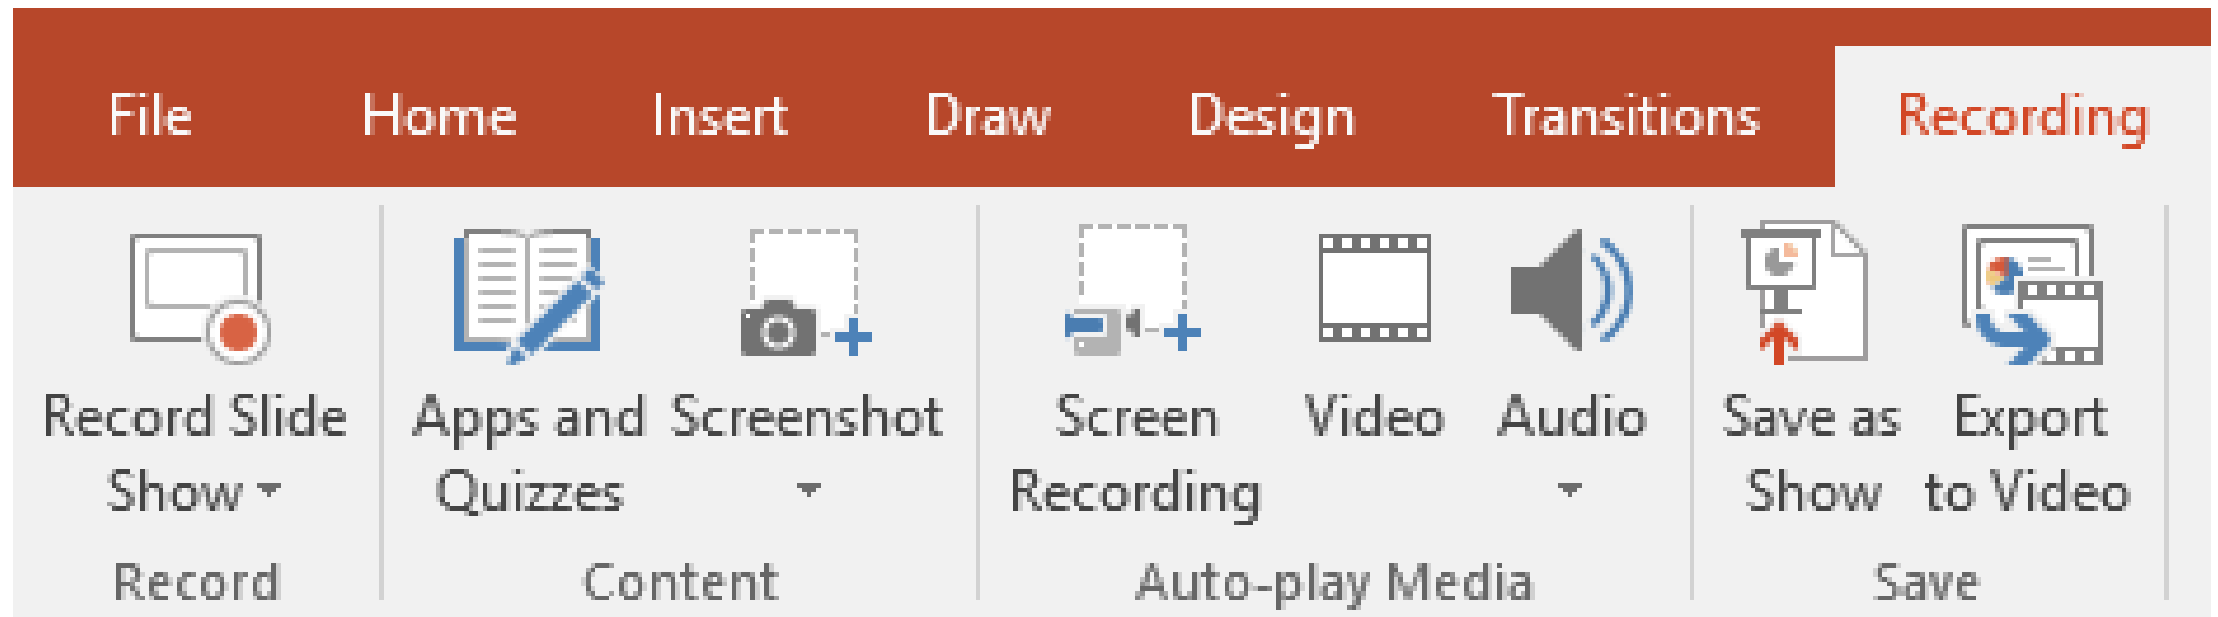 File Home Insert Draw Design Transitions Recording
Record Slide Show
Apps and Quizzes
Screenshot
Screen Recording
Video
Audio
Save as Show
Export to Video
Record Content Auto-play Media Save